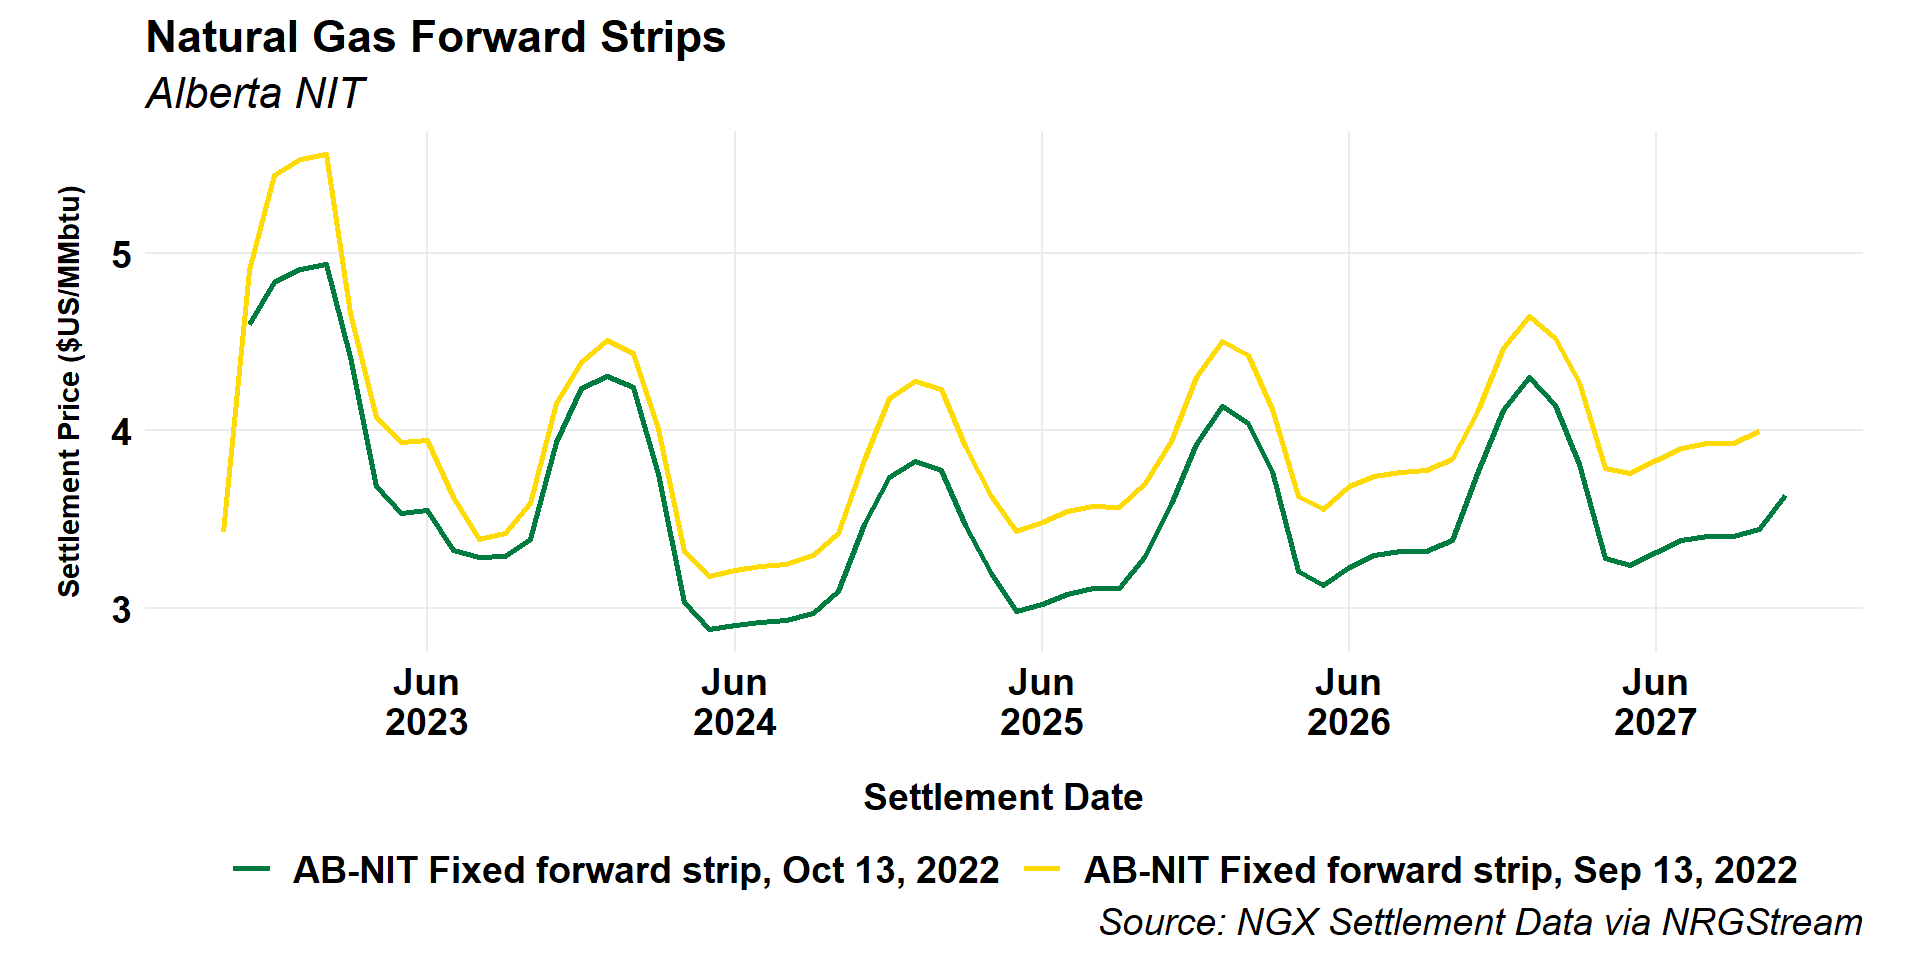 Natural Gas Forward Strips
Alberta NIT
Settlement Price ($US/MMbtu)
5
4
3
Jun 2023
Jun 2024
Jun 2025
Jun 2026
Jun 2027
Settlement Date
AB-NIT Fixed forward strip, Oct 13, 2022
AB-NIT Fixed forward strip, Sep 13, 2022
Source: NGX Settlement Data via NRGStream